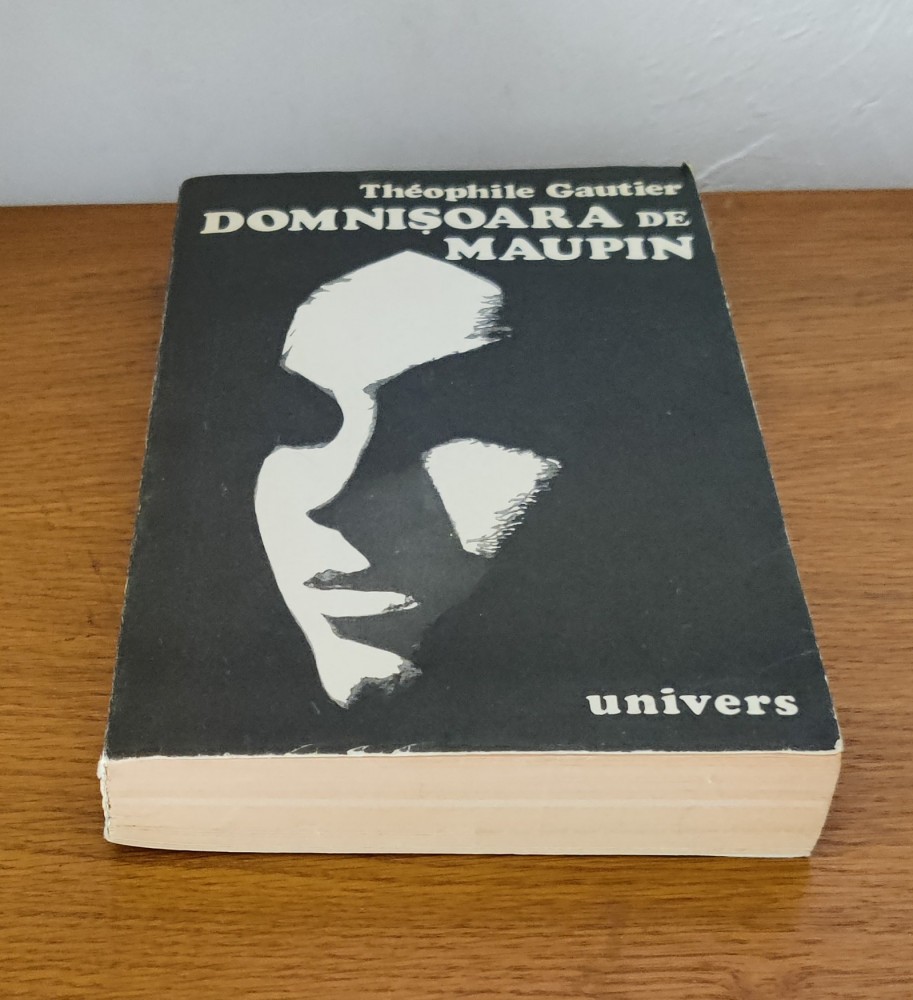 Théophile Gautier
DOMNIȘOARA DE
MAUPIN
univers